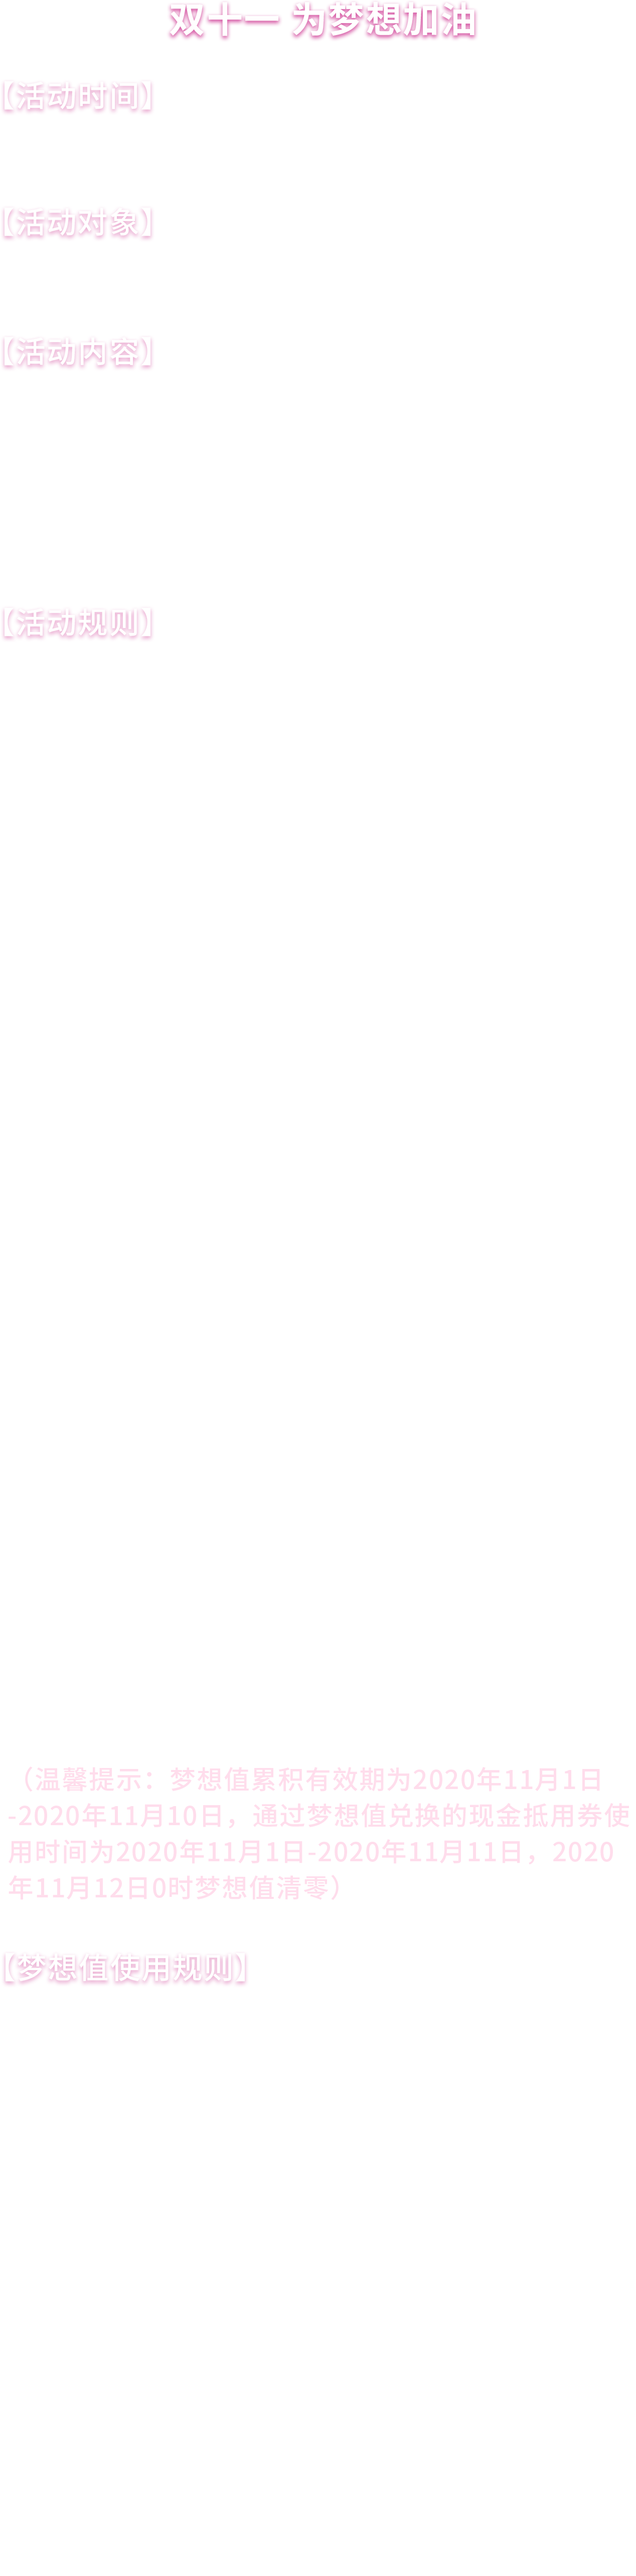 双十一 为梦想加油
【活动时间】
【活动对象】
【活动内容】
【活动规则】
（温馨提示：梦想值累积有效期为2020年11月1日
-2020年11月10日，通过梦想值兑换的现金抵用券使
用时间为2020年11月1日-2020年11月11日，2020
年11月12日0时梦想值清零）
【梦想值使用规则】